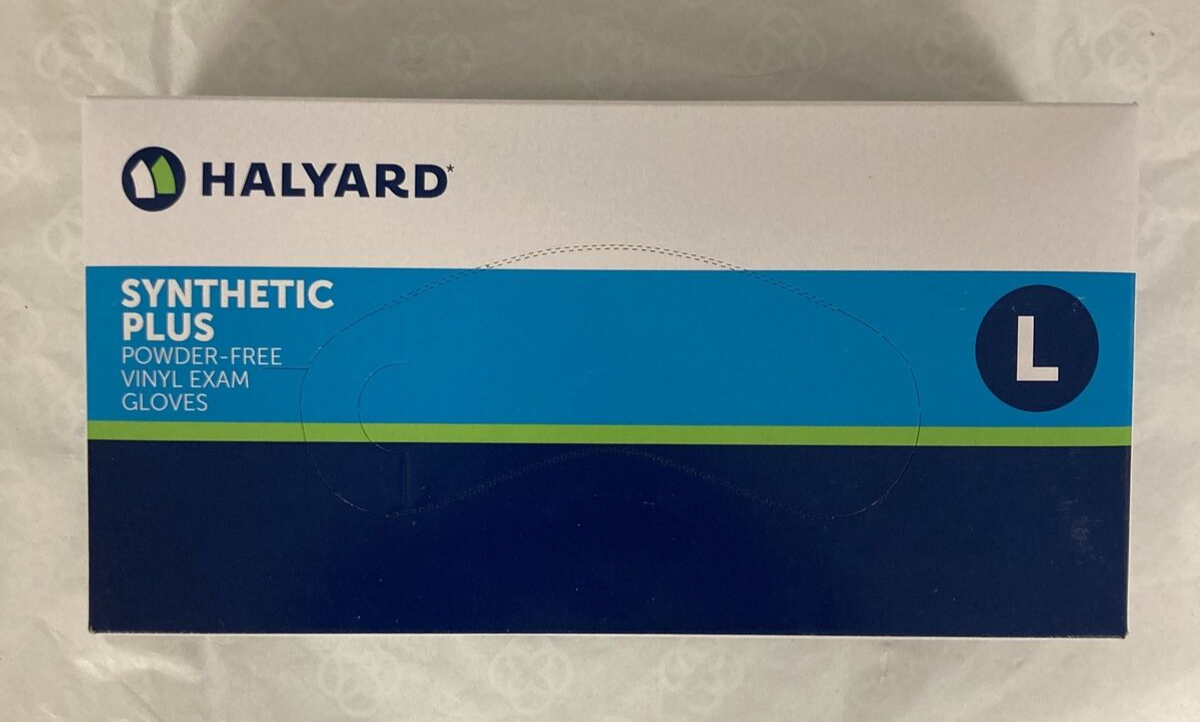 HALYARD*
SYNTHETIC
PLUS
POWDER-FREE
VINYL EXAM
GLOVES
L